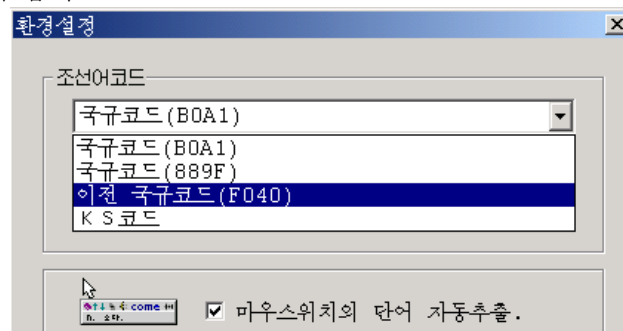 환경설정
조선어코드
국규코드(B0A1)
국규코드(B0A1)
국규코드(889F)
이전 국규코드(F040)
K S코드
come
마우스위치의 단어 자동추출.